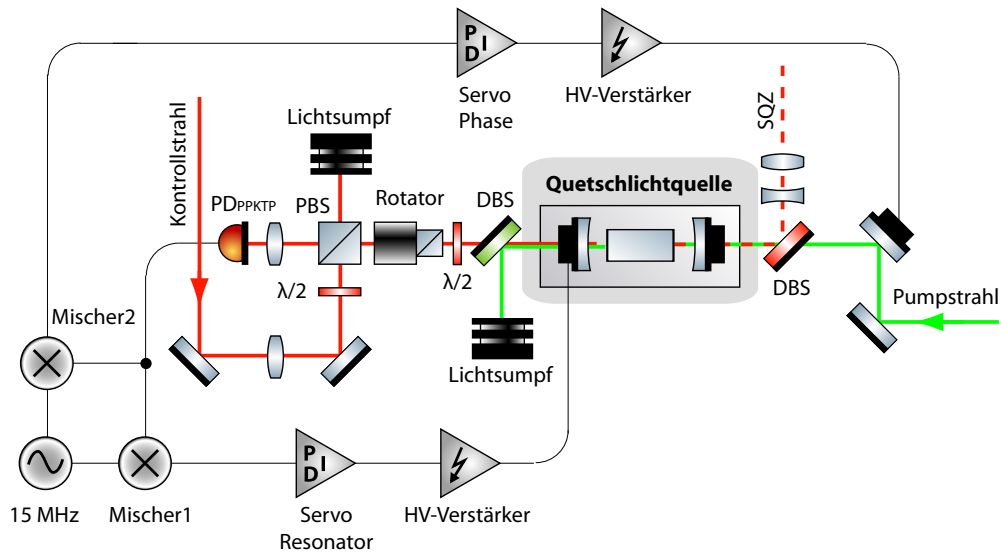 P
I
D
Servo
Phase
HV-Verstärker
SQZ
Kontrollstrahl
Lichtsumpf
Quetschlichtquelle
PDPPKTP
PBS
Rotator
DBS
λ/2
λ/2
DBS
Pumpstrahl
Mischer2
Lichtsumpf
P
I
D
15 MHz
Mischer1
Servo
Resonator
HV-Verstärker